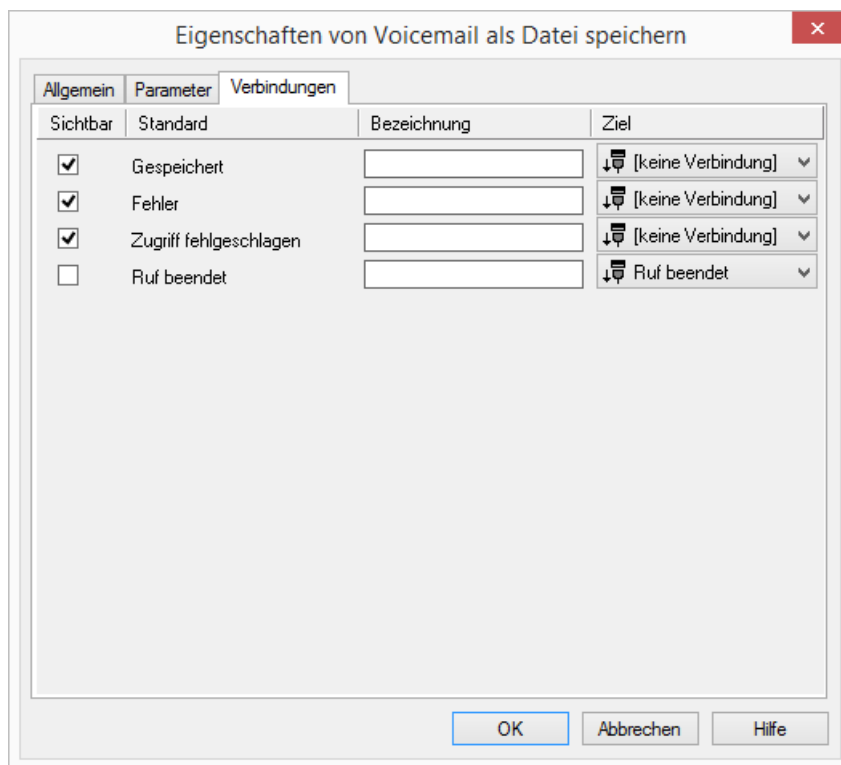 Eigenschaften von Voicemail als Datei speichern
Allgemein Parameter Verbindungen
Sichtbar Standard Bezeichnung Ziel
Gespeichert [keine Verbindung]
Fehler [keine Verbindung]
Zugriff fehlgeschlagen [keine Verbindung]
Ruf beendet Ruf beendet
OK Abbrechen Hilfe